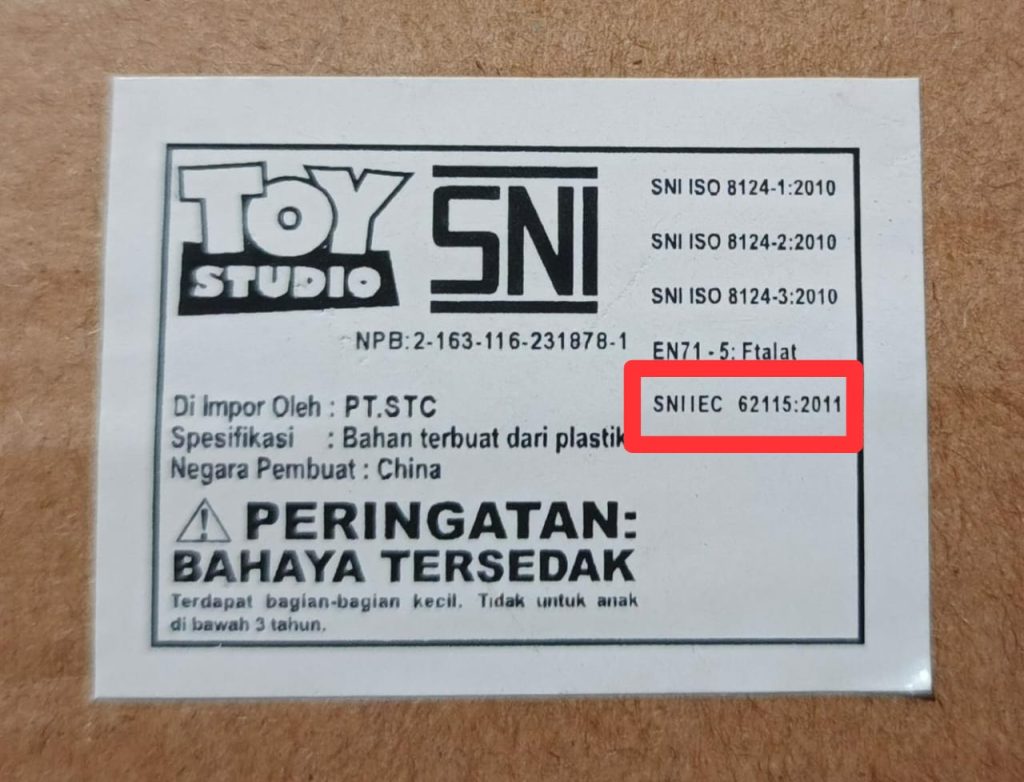 TOY
STUDIO
SNI
NPB:2-163-116-231878-1
SNI ISO 8124-1:2010
SNI ISO 8124-2:2010
SNI ISO 8124-3:2010
EN71 - 5: Ftalat
SNI IEC 62115:2011
Di Impor Oleh : PT.STC
Spesifikasi : Bahan terbuat dari plastik
Negara Pembuat : China
PERINGATAN:
BAHAYA TERSEDAK
Terdapat bagian-bagian kecil. Tidak untuk anak
di bawah 3 tahun.